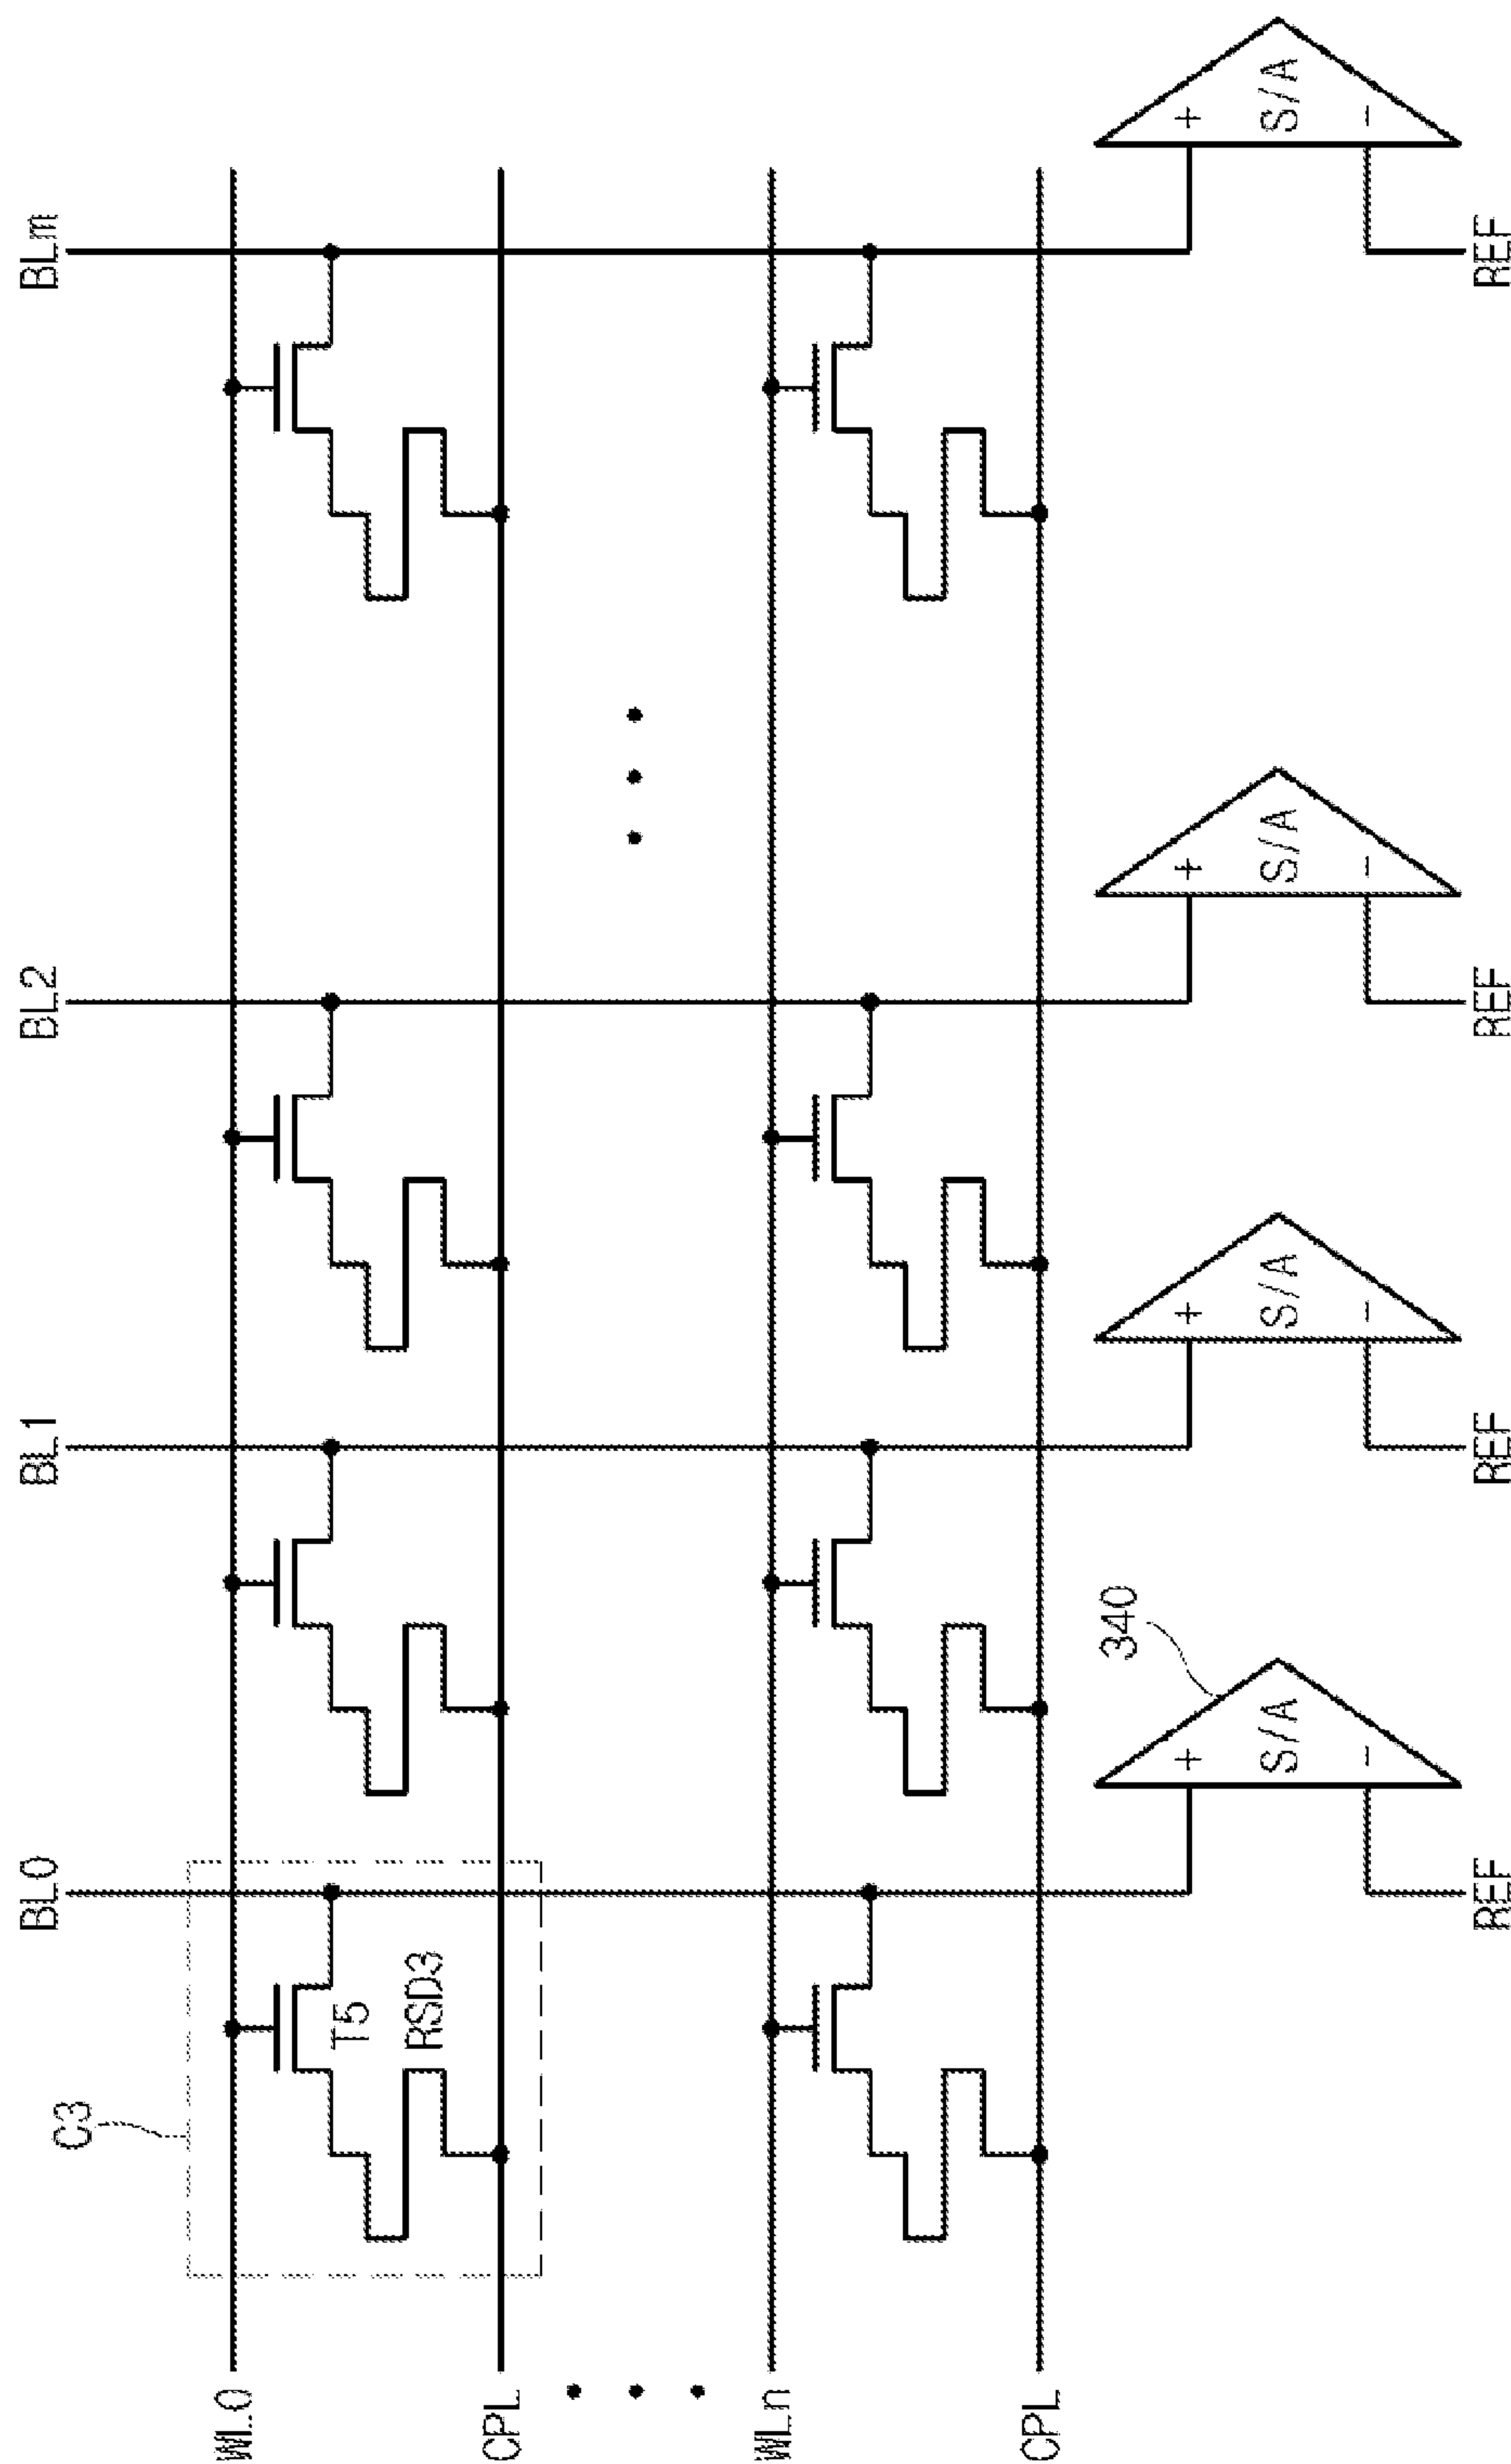 BL0 BL1 BL2 BLm
C3
WL0
T5
RSD3
CPL
WLn
CPL
340
+ + + +
S/A S/A S/A S/A
- - - -
REF REF REF REF